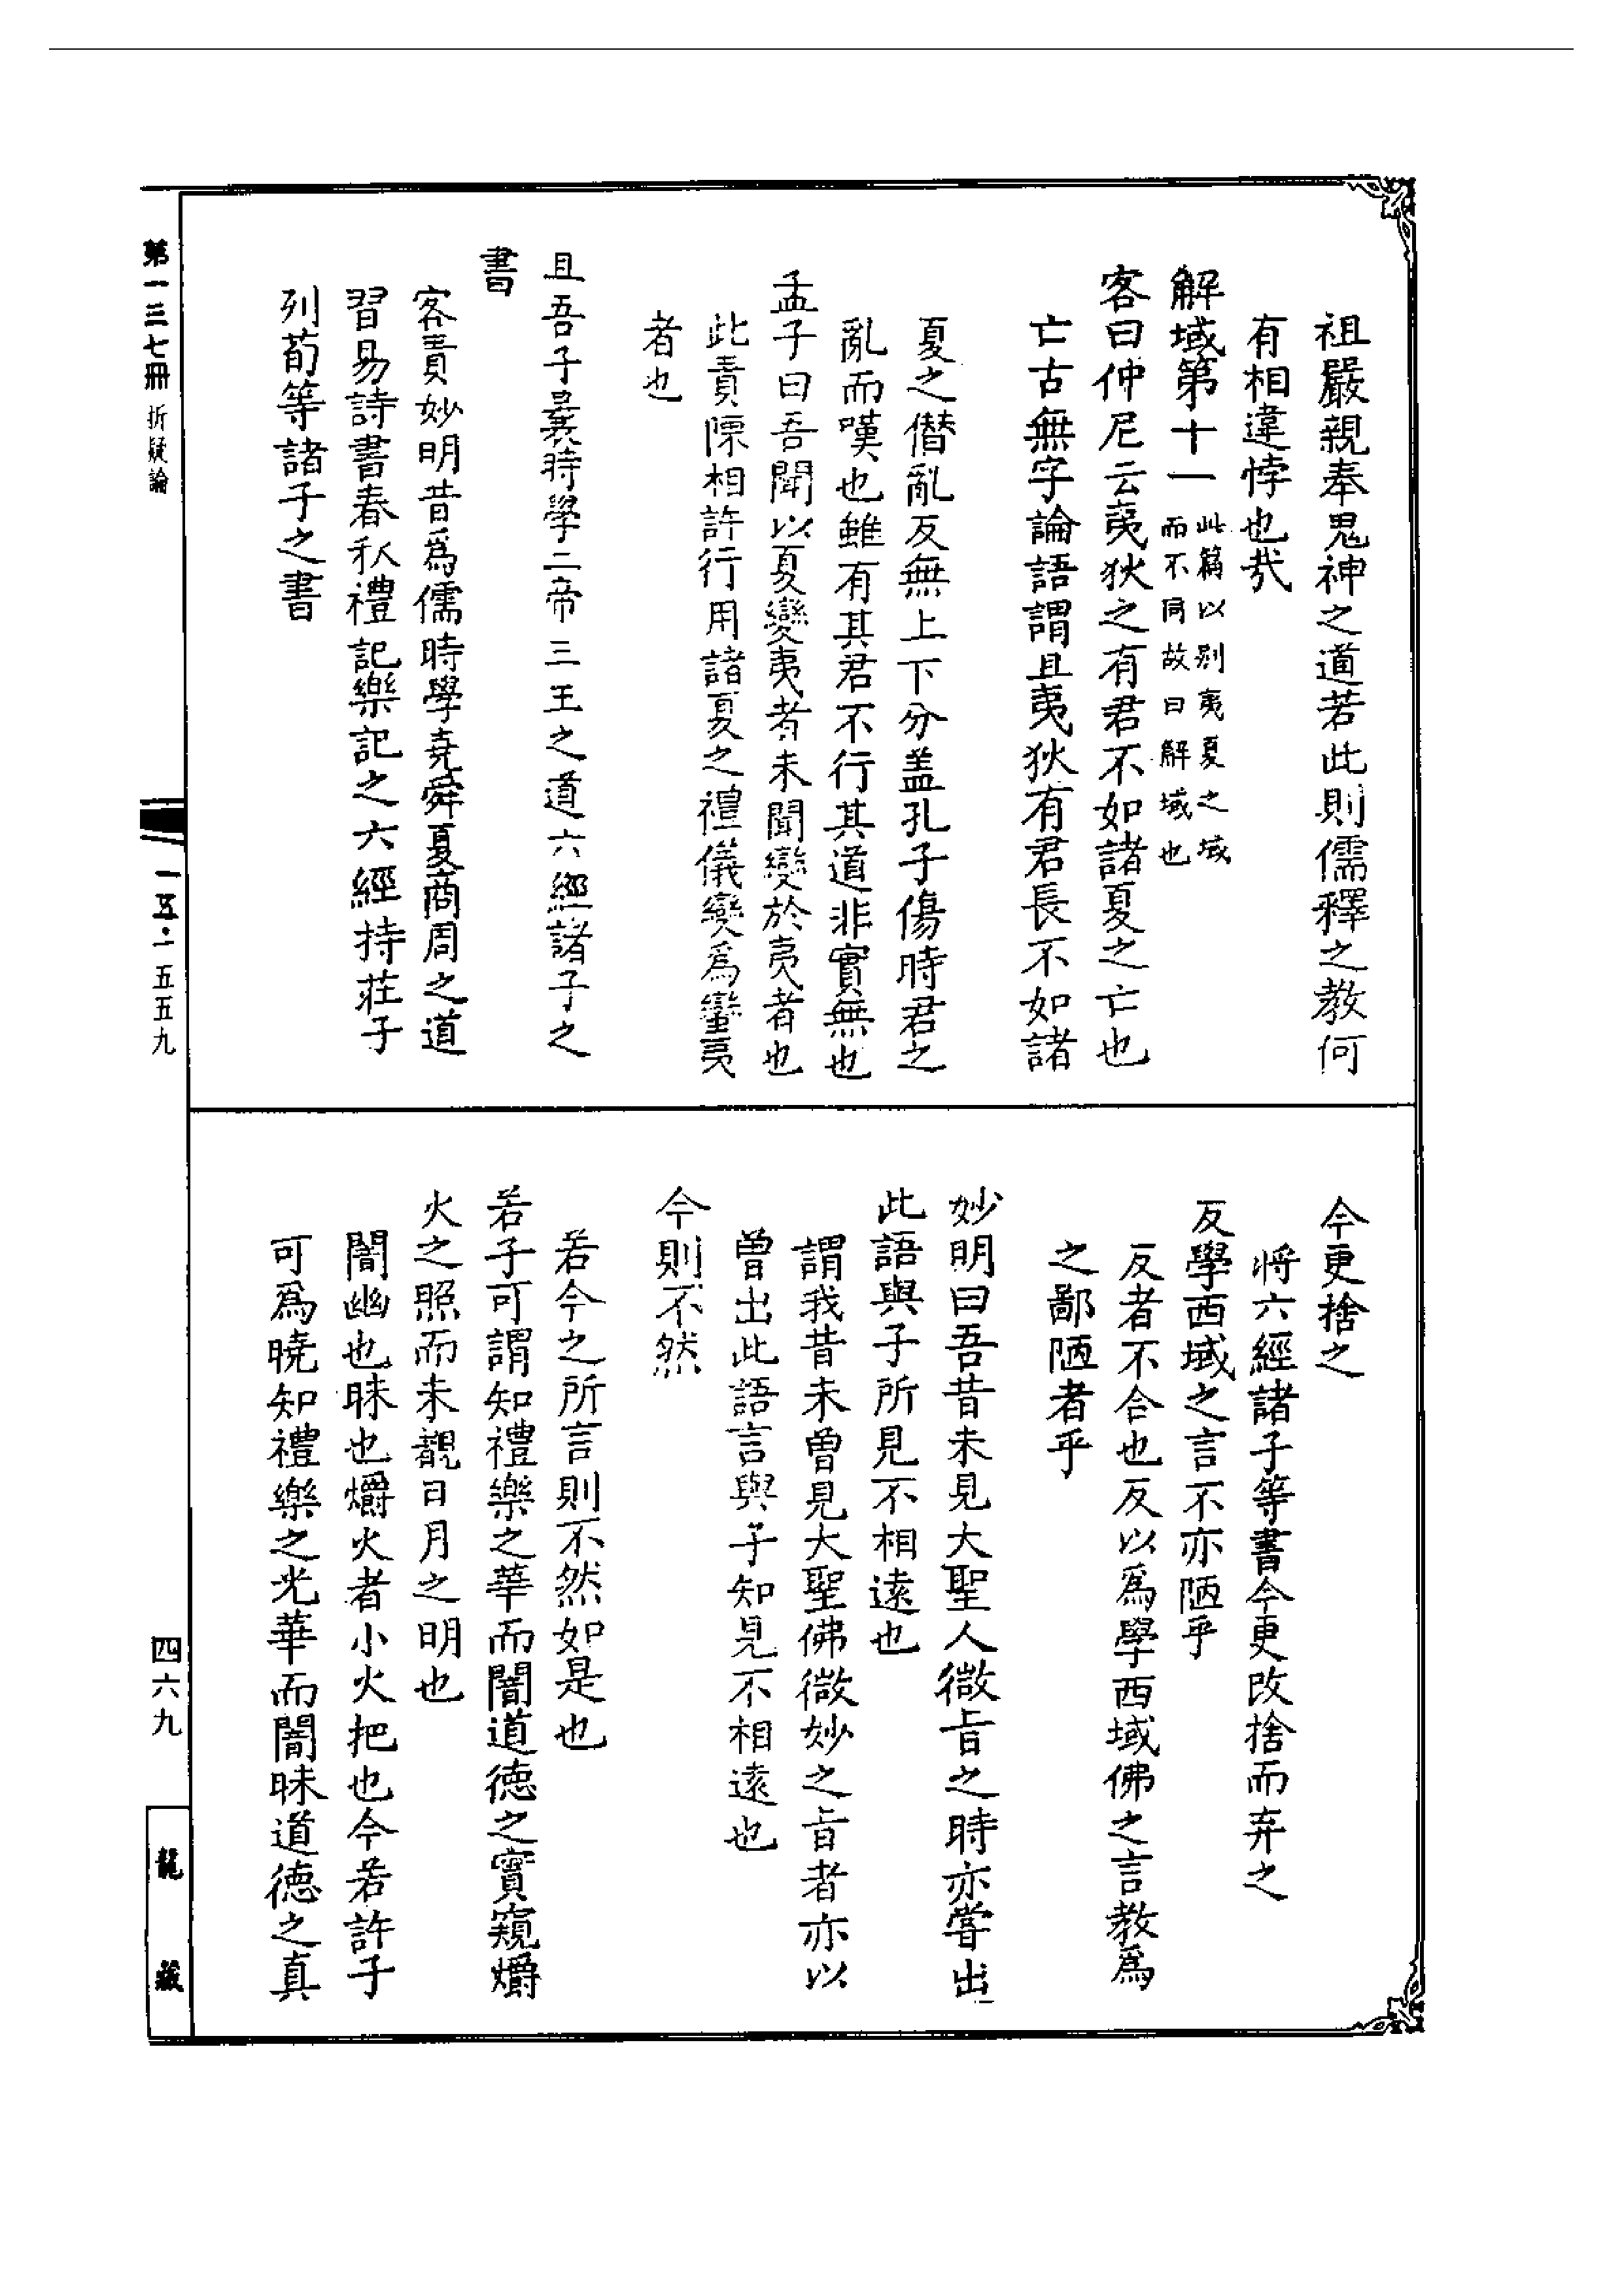 祖嚴親奉鬼神之道若此則儒釋之教何
有相違悖也哉
解域第十一 此篇以别夷夏之域
而不同故曰解域也
客曰仲尼云夷狄之有君不如諸夏之亡也
亡古無字論語謂且夷狄有君長不如諸
夏之僭亂反無上下分盖孔子傷時君之
亂而嘆也雖有其君不行其道非實無也
孟子曰吾聞以夏變夷者未聞變於夷者也
此責陳相許行用諸夏之禮儀變爲蠻夷
者也
且吾子曩時學二帝三王之道六經諸子之
書
客責妙明昔爲儒時學堯舜夏商周之道
習易詩書春秋禮記樂記之六經持莊子
列荀等諸子之書
今更捨之
將六經諸子等書今更改捨而弃之
反學西域之言不亦陋乎
反者不合也反以爲學西域佛之言教爲
之鄙陋者乎
妙明曰吾昔未見大聖人微旨之時亦甞出
此語與子所見不相遠也
謂我昔未曾見大聖佛微妙之旨者亦以
曾出此語言與子知見不相遠也
今則不然
若今之所言則不然如是也
若子可謂知禮樂之華而闇道德之實窺爝
火之照而未覩日月之明也
闇幽也昧也爝火者小火把也今若許子
可爲曉知禮樂之光華而闇昧道德之真
第一三七冊 折疑論
一五五九
四六九
龍藏